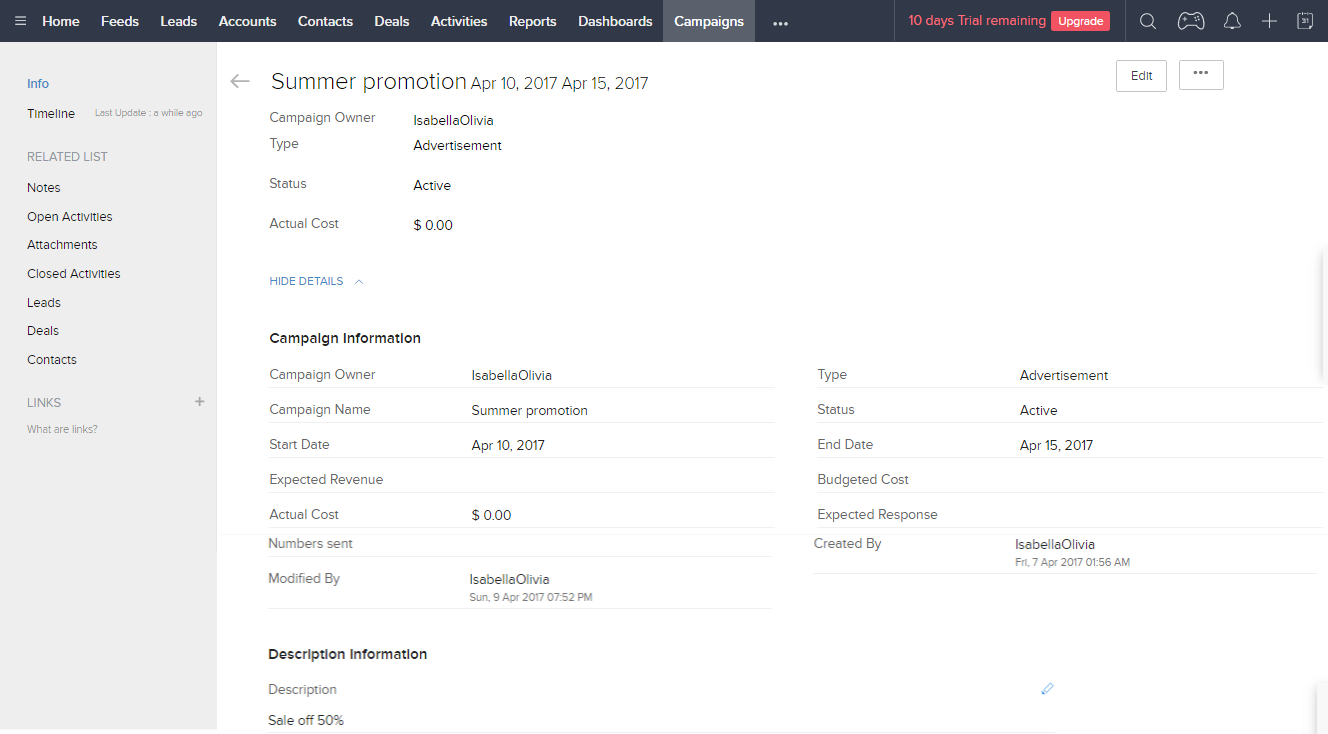 Home Feeds Leads Accounts Contacts Deals Activities Reports Dashboards Campaigns ... 10 days Trial remaining Upgrade 31
Info
Timeline Last Update : a while ago
RELATED LIST
Notes
Open Activities
Attachments
Closed Activities
Leads
Deals
Contacts
LINKS +
What are links?
Summer promotion Apr 10, 2017 Apr 15, 2017 Edit ...
Campaign Owner IsabellaOlivia
Type Advertisement
Status Active
Actual Cost $ 0.00
HIDE DETAILS
Campaign Information
Campaign Owner IsabellaOlivia Type Advertisement
Campaign Name Summer promotion Status Active
Start Date Apr 10, 2017 End Date Apr 15, 2017
Expected Revenue Budgeted Cost
Actual Cost $ 0.00 Expected Response
Numbers sent Created By IsabellaOlivia
Fri, 7 Apr 2017 01:56 AM
Modified By IsabellaOlivia
Sun, 9 Apr 2017 07:52 PM
Description Information
Description
Sale off 50%